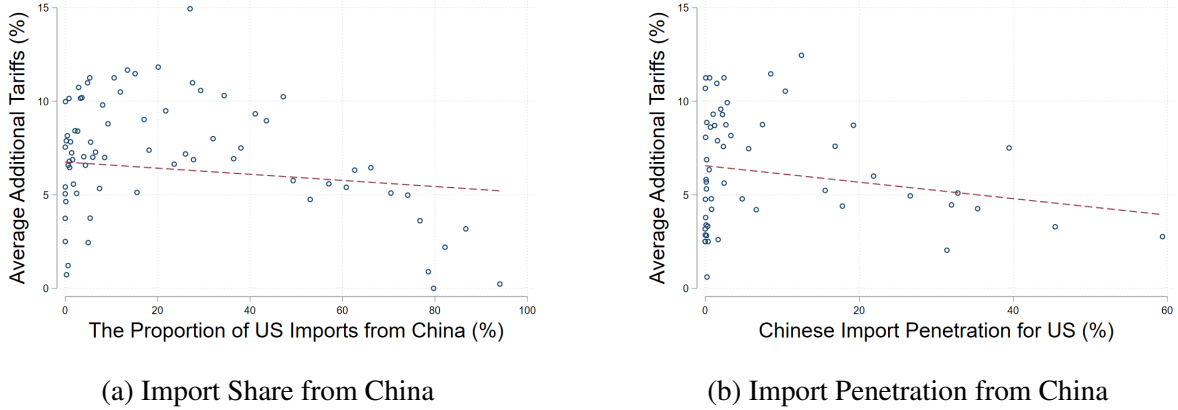 Average Additional Tariffs (%)
15
10
5
0
0 20 40 60 80 100
The Proportion of US Imports from China (%)
(a) Import Share from China
Average Additional Tariffs (%)
15
10
5
0
0 20 40 60
Chinese Import Penetration for US (%)
(b) Import Penetration from China